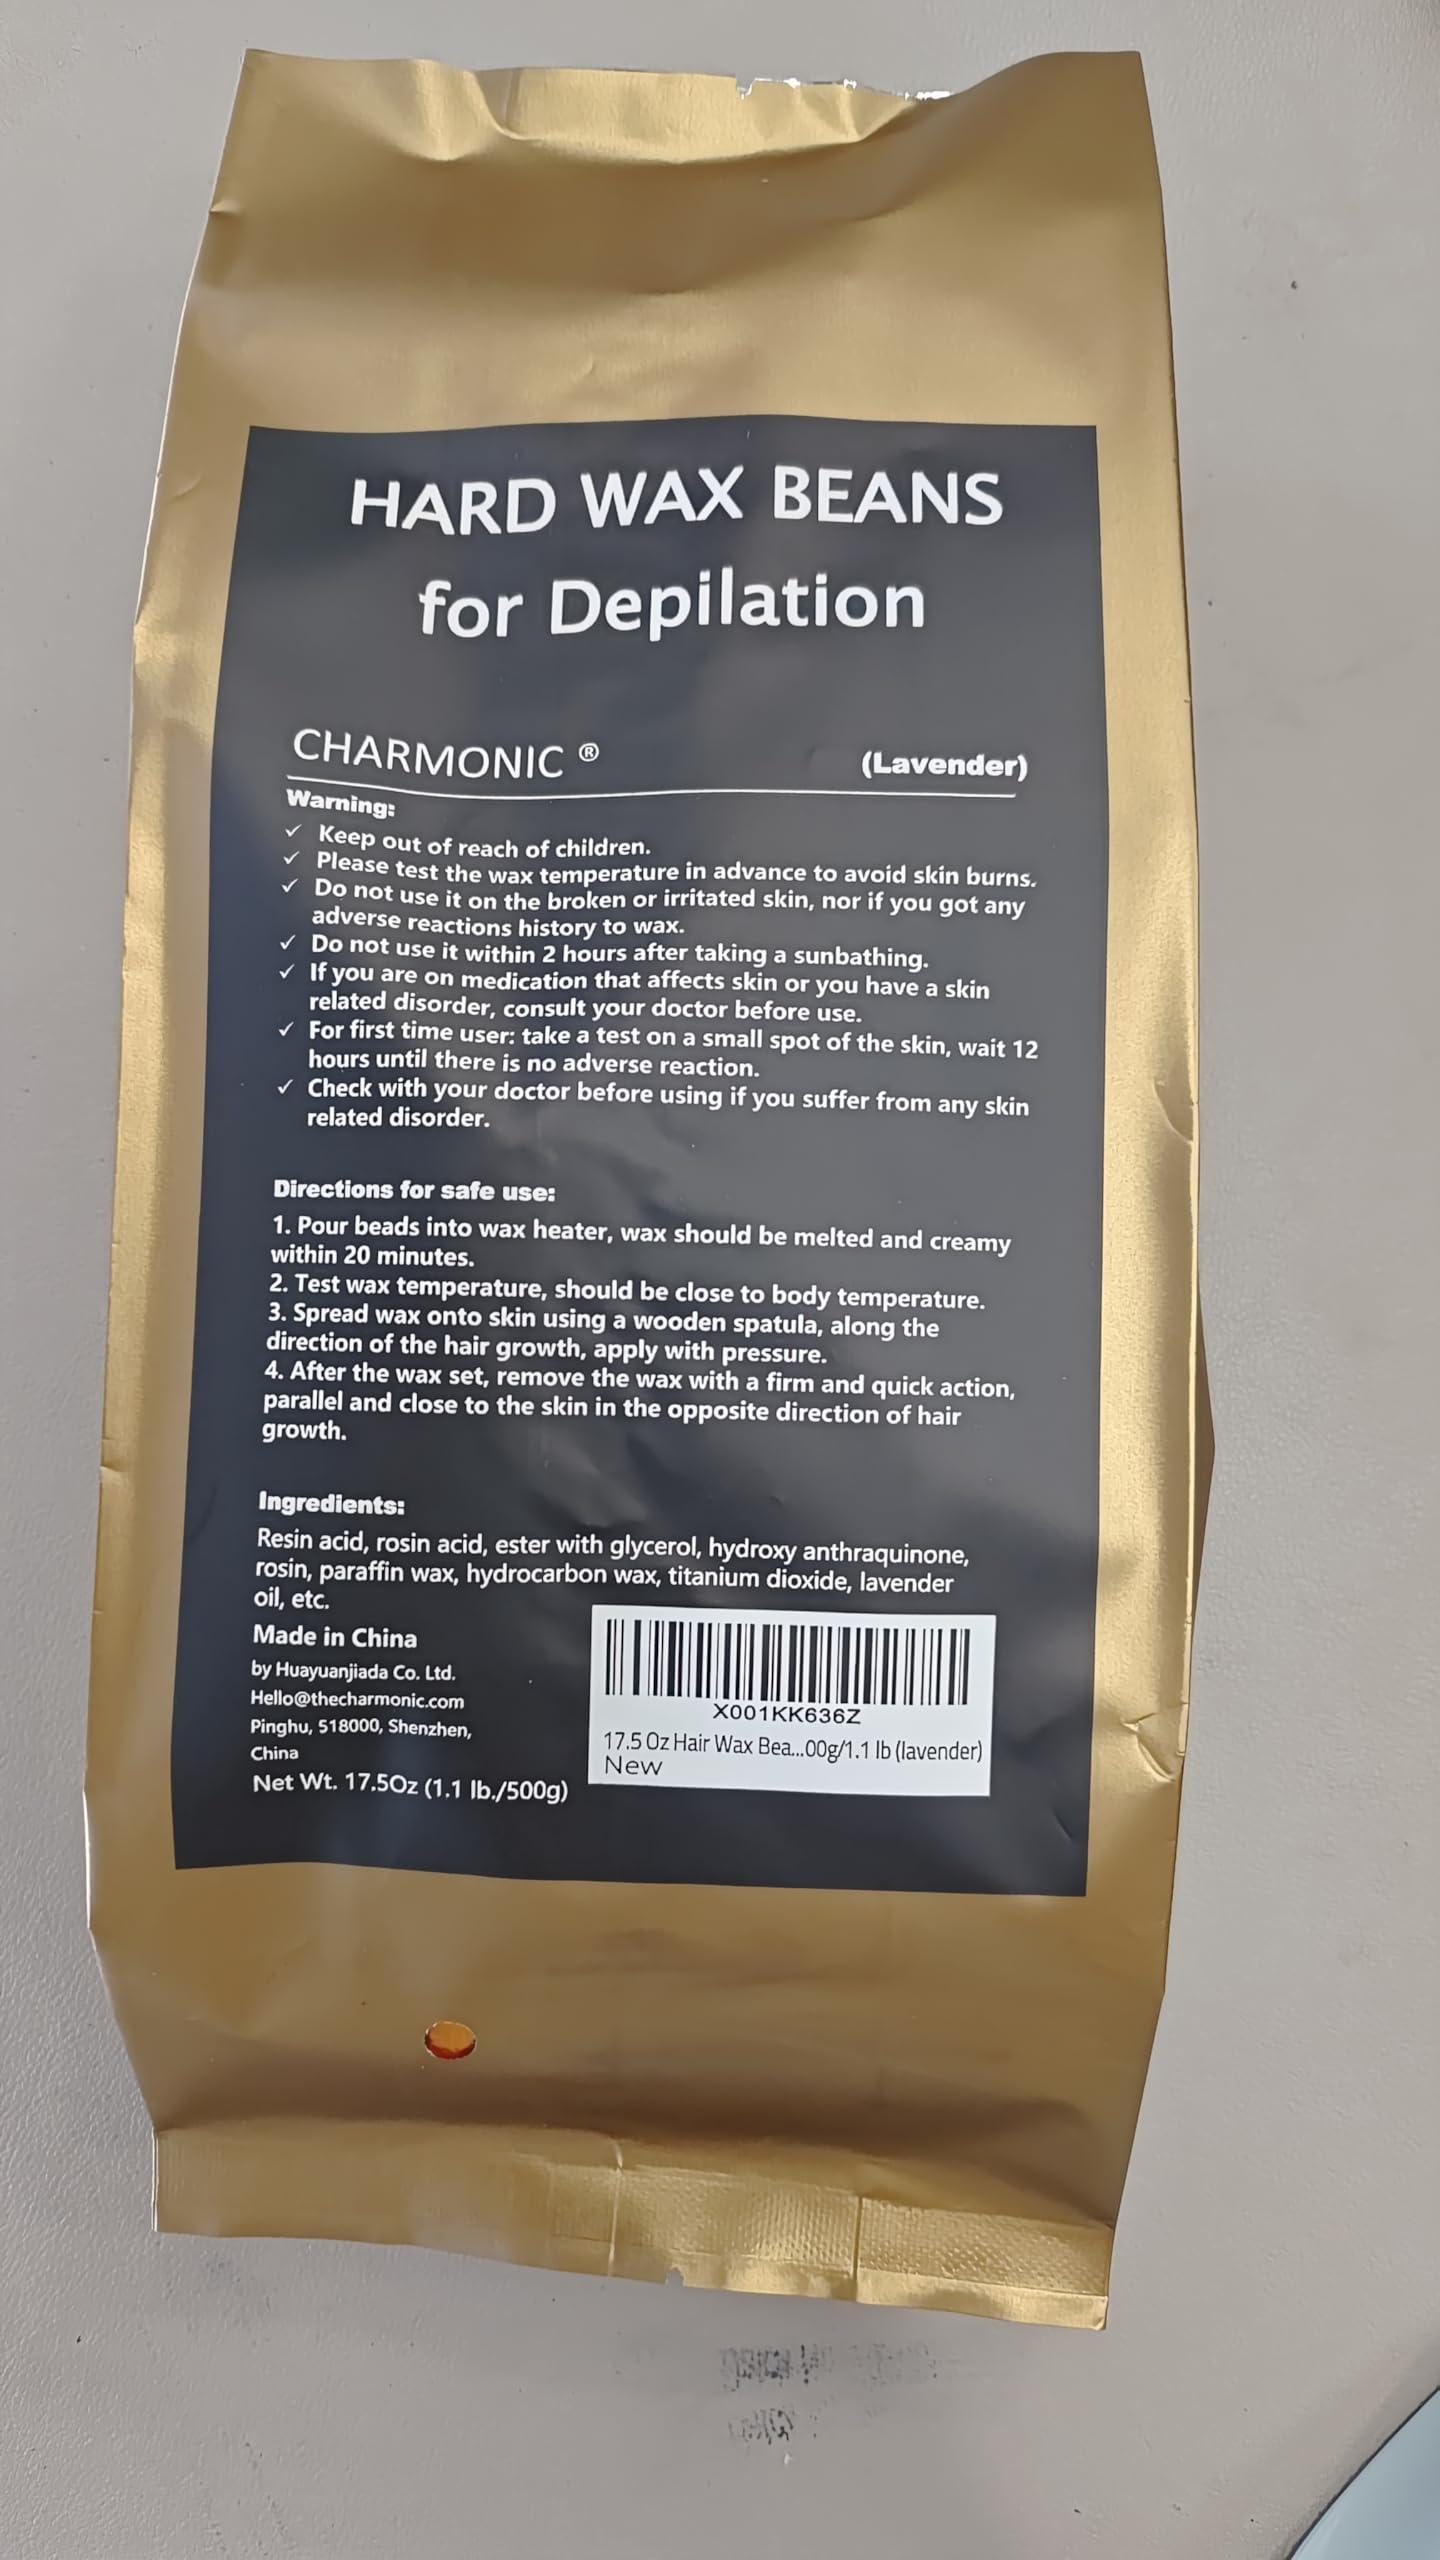 HARD WAX BEANS
for Depilation
CHARMONIC ®
(Lavender)
Warning:
✓ Keep out of reach of children.
✓ Please test the wax temperature in advance to avoid skin burns.
✓ Do not use it on the broken or irritated skin, nor if you got any
adverse reactions history to wax.
✓ Do not use it within 2 hours after taking a sunbathing.
✓ If you are on medication that affects skin or you have a skin
related disorder, consult your doctor before use.
✓ For first time user: take a test on a small spot of the skin, wait 12
hours until there is no adverse reaction.
✓ Check with your doctor before using if you suffer from any skin
related disorder.
Directions for safe use:
1. Pour beads into wax heater, wax should be melted and creamy
within 20 minutes.
2. Test wax temperature, should be close to body temperature.
3. Spread wax onto skin using a wooden spatula, along the
direction of the hair growth, apply with pressure.
4. After the wax set, remove the wax with a firm and quick action,
parallel and close to the skin in the opposite direction of hair
growth.
Ingredients:
Resin acid, rosin acid, ester with glycerol, hydroxy anthraquinone,
rosin, paraffin wax, hydrocarbon wax, titanium dioxide, lavender
oil, etc.
Made in China
by Huayuanjiada Co. Ltd.
Hello@thecharmonic.com
Pinghu, 518000, Shenzhen,
China
Net Wt. 17.5Oz (1.1 lb./500g)
X001KK636Z
17.5 Oz Hair Wax Bea...00g/1.1 lb (lavender)
New